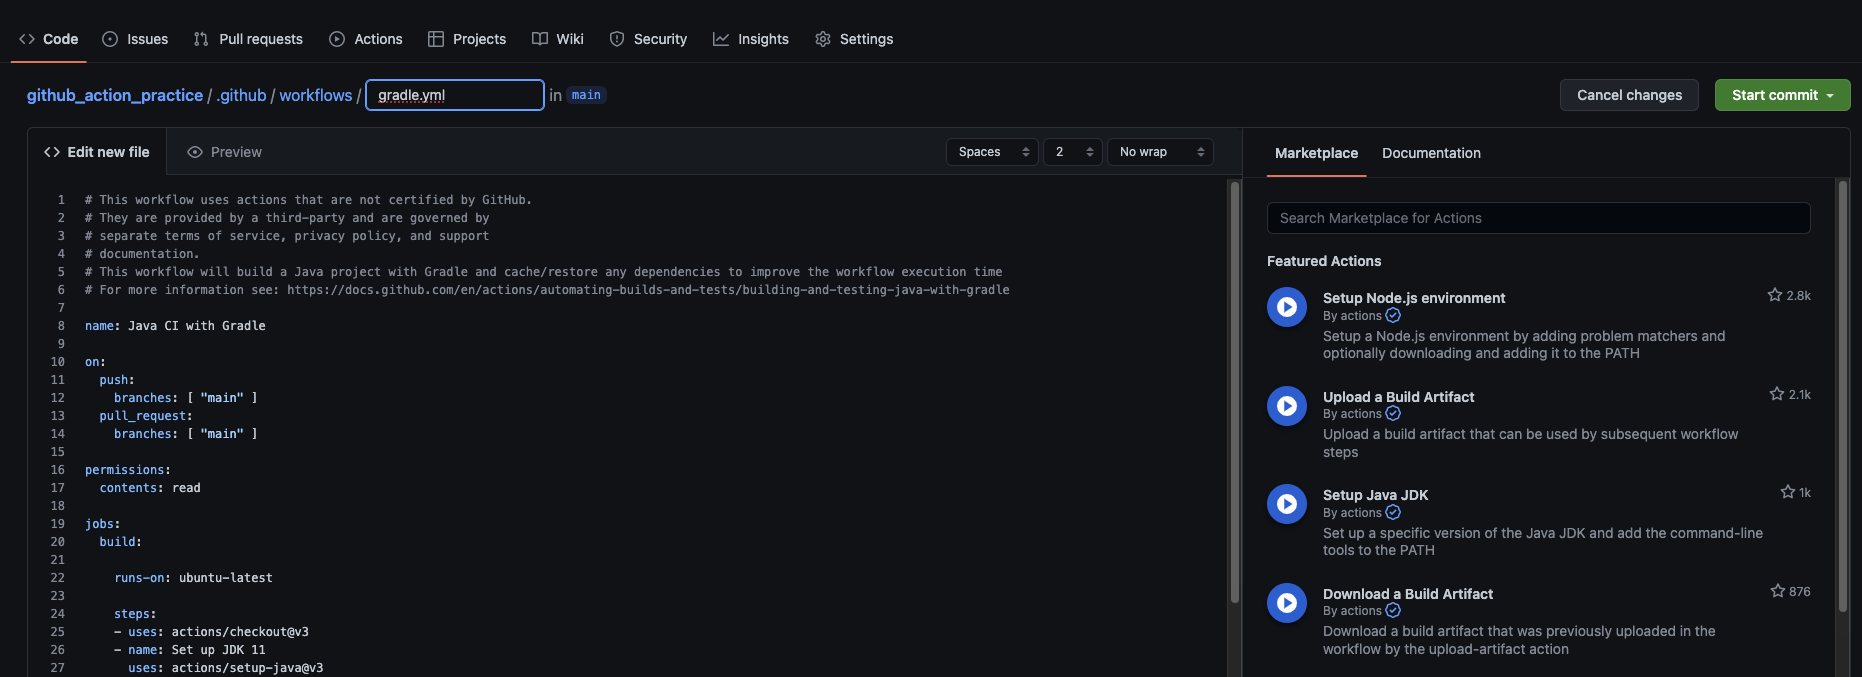 Code Issues Pull requests Actions Projects Wiki Security Insights Settings
github_action_practice / .github / workflows / gradle.yml in main
Cancel changes Start commit
Edit new file Preview Spaces 2 No wrap
1 # This workflow uses actions that are not certified by GitHub.
2 # They are provided by a third-party and are governed by
3 # separate terms of service, privacy policy, and support
4 # documentation.
5 # This workflow will build a Java project with Gradle and cache/restore any dependencies to improve the workflow execution time
6 # For more information see: https://docs.github.com/en/actions/automating-builds-and-tests/building-and-testing-java-with-gradle
7
8 name: Java CI with Gradle
9
10 on:
11 push:
12 branches: [ "main" ]
13 pull_request:
14 branches: [ "main" ]
15
16 permissions:
17 contents: read
18
19 jobs:
20 build:
21
22 runs-on: ubuntu-latest
23
24 steps:
25 - uses: actions/checkout@v3
26 - name: Set up JDK 11
27 uses: actions/setup-java@v3
Marketplace Documentation
Search Marketplace for Actions
Featured Actions
Setup Node.js environment 2.8k
By actions
Setup a Node.js environment by adding problem matchers and
optionally downloading and adding it to the PATH
Upload a Build Artifact 2.1k
By actions
Upload a build artifact that can be used by subsequent workflow
steps
Setup Java JDK 1k
By actions
Set up a specific version of the Java JDK and add the command-line
tools to the PATH
Download a Build Artifact 876
By actions
Download a build artifact that was previously uploaded in the
workflow by the upload-artifact action